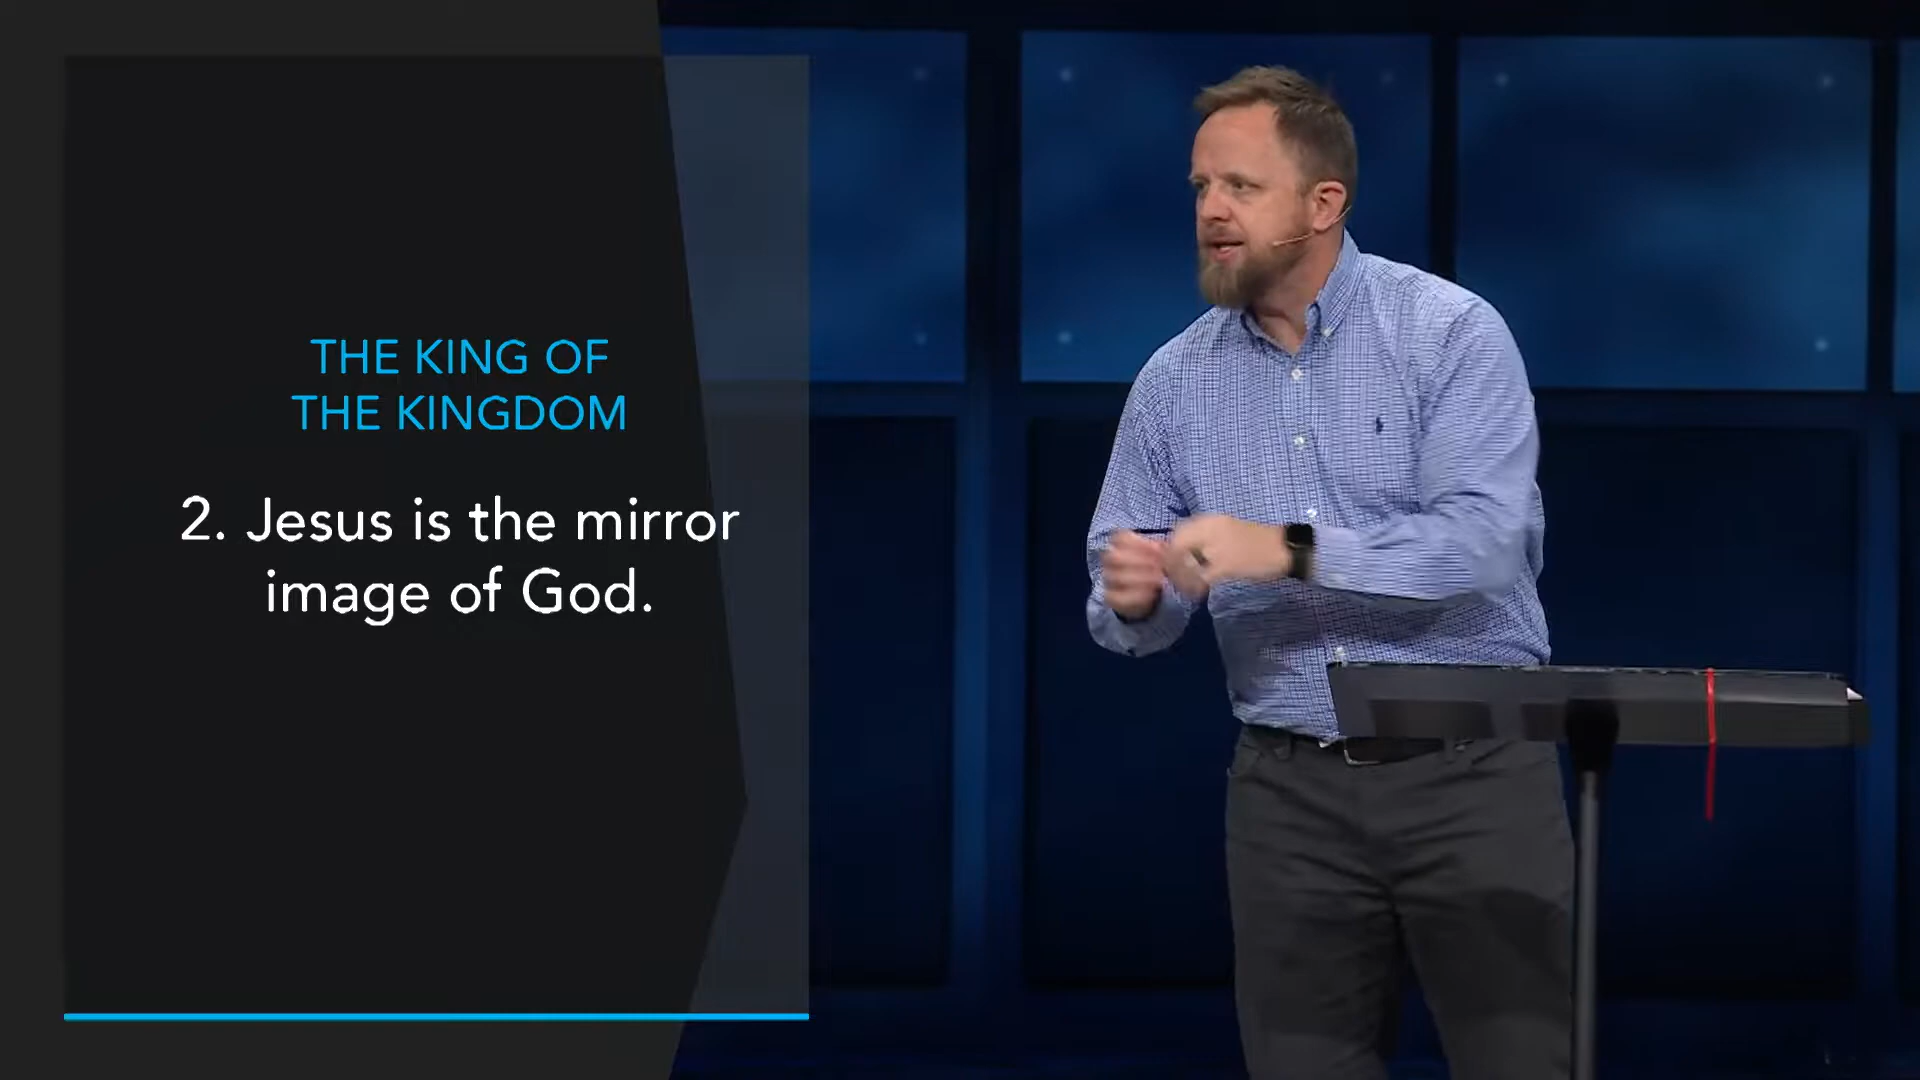 THE KING OF
THE KINGDOM
2. Jesus is the mirror
image of God.